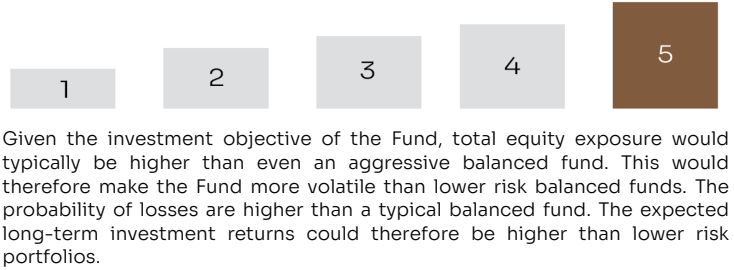 1
2
3
4
5
Given the investment objective of the Fund, total equity exposure would
typically be higher than even an aggressive balanced fund. This would
therefore make the Fund more volatile than lower risk balanced funds. The
probability of losses are higher than a typical balanced fund. The expected
long-term investment returns could therefore be higher than lower risk
portfolios.